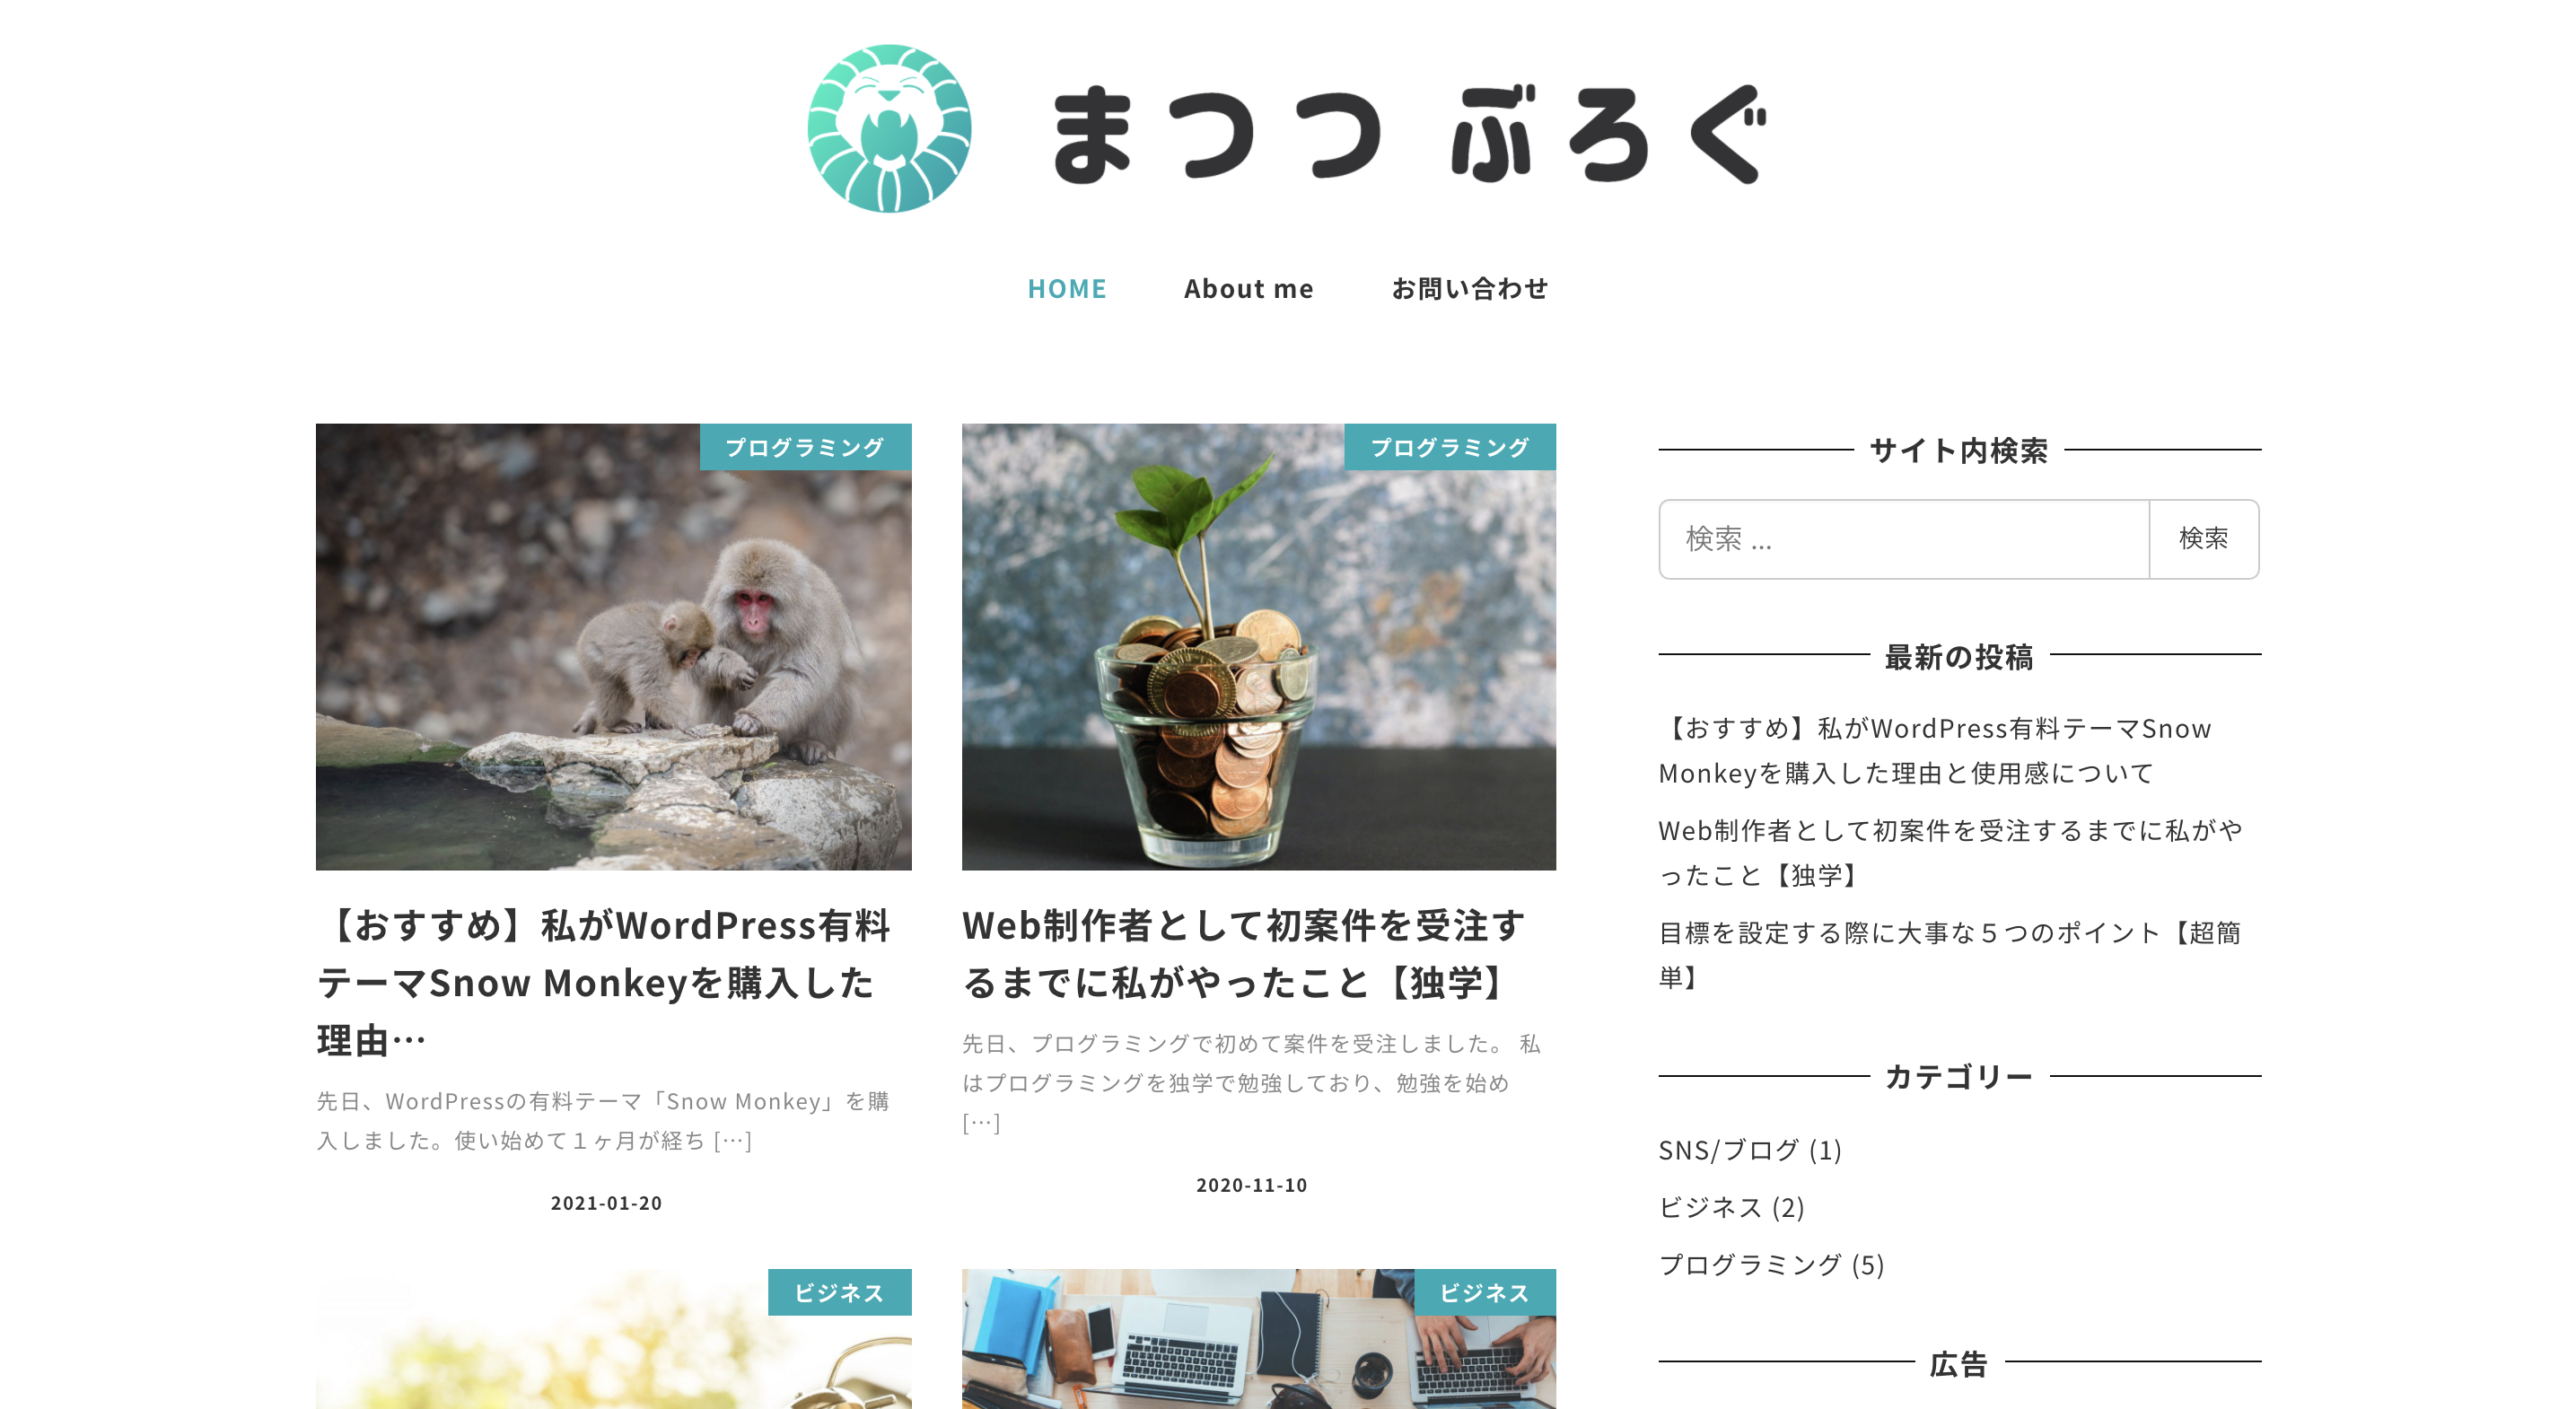 まつつ ぶろぐ
HOME About me お問い合わせ
プログラミング
【おすすめ】私がWordPress有料
テーマSnow Monkeyを購入した
理由…
先日、WordPressの有料テーマ「Snow Monkey」を購
入しました。使い始めて１ヶ月が経ち […]
2021-01-20
プログラミング
Web制作者として初案件を受注す
るまでに私がやったこと【独学】
先日、プログラミングで初めて案件を受注しました。 私
はプログラミングを独学で勉強しており、勉強を始め
[…]
2020-11-10
ビジネス
ビジネス
サイト内検索
検索 ... 検索
最新の投稿
【おすすめ】私がWordPress有料テーマSnow
Monkeyを購入した理由と使用感について
Web制作者として初案件を受注するまでに私がや
ったこと【独学】
目標を設定する際に大事な５つのポイント【超簡
単】
カテゴリー
SNS/ブログ (1)
ビジネス (2)
プログラミング (5)
広告